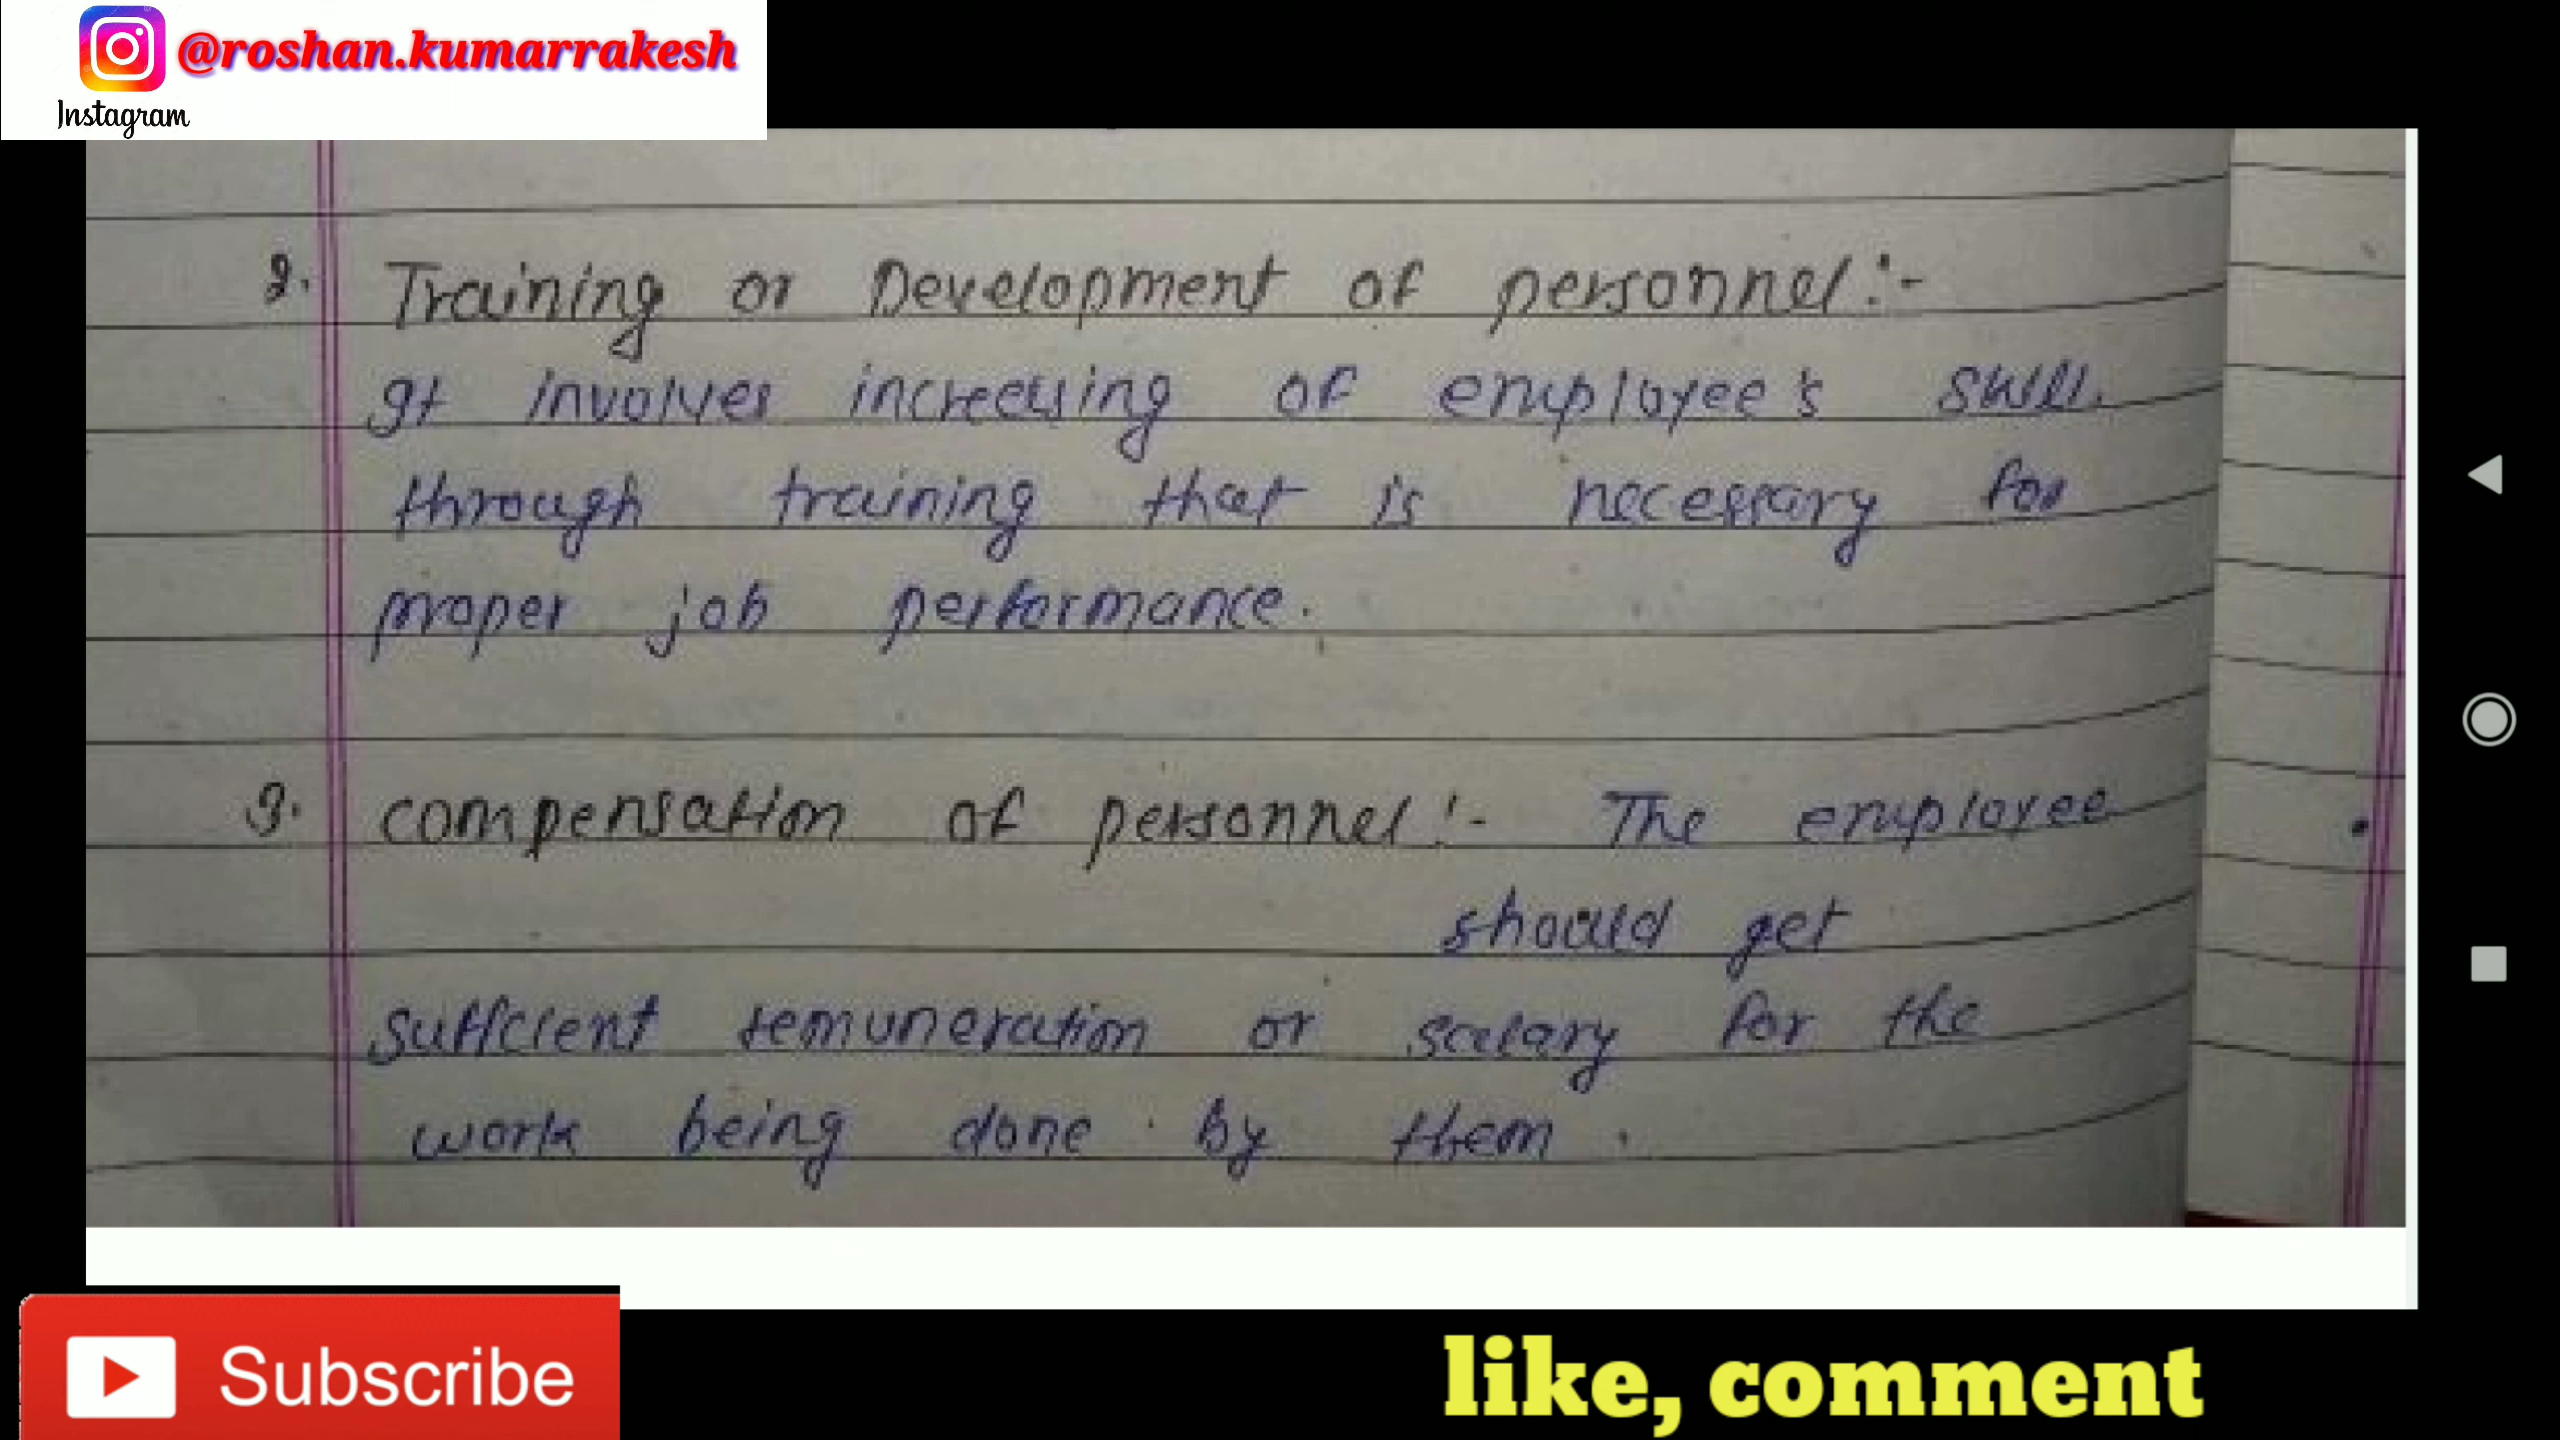 @roshan.kumarrakesh
Instagram
2. Training or Development of personnel:-
It involves increasing of employee's skill
through training that is necessary for
proper job performance.
3. compensation of personnel:- The employee
should get
sufficient remuneration or salary for the
work being done by them.
Subscribe
like, comment